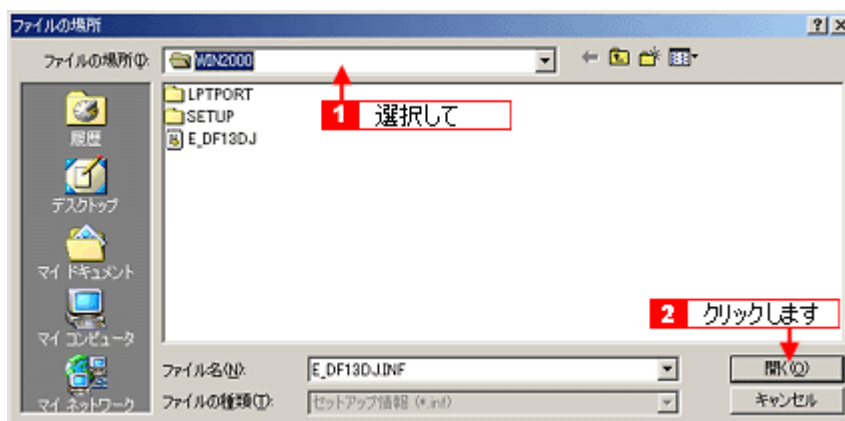 ファイルの場所
ファイルの場所(I):
WIN2000
LPTPORT
SETUP
E_DF13DJ
1 選択して
履歴
デスクトップ
マイ ドキュメント
マイ コンピュータ
マイ ネットワーク
2 クリックします
ファイル名(N):
E_DF13DJ.INF
開く(O)
ファイルの種類(T):
セットアップ情報 (*.inf)
キャンセル